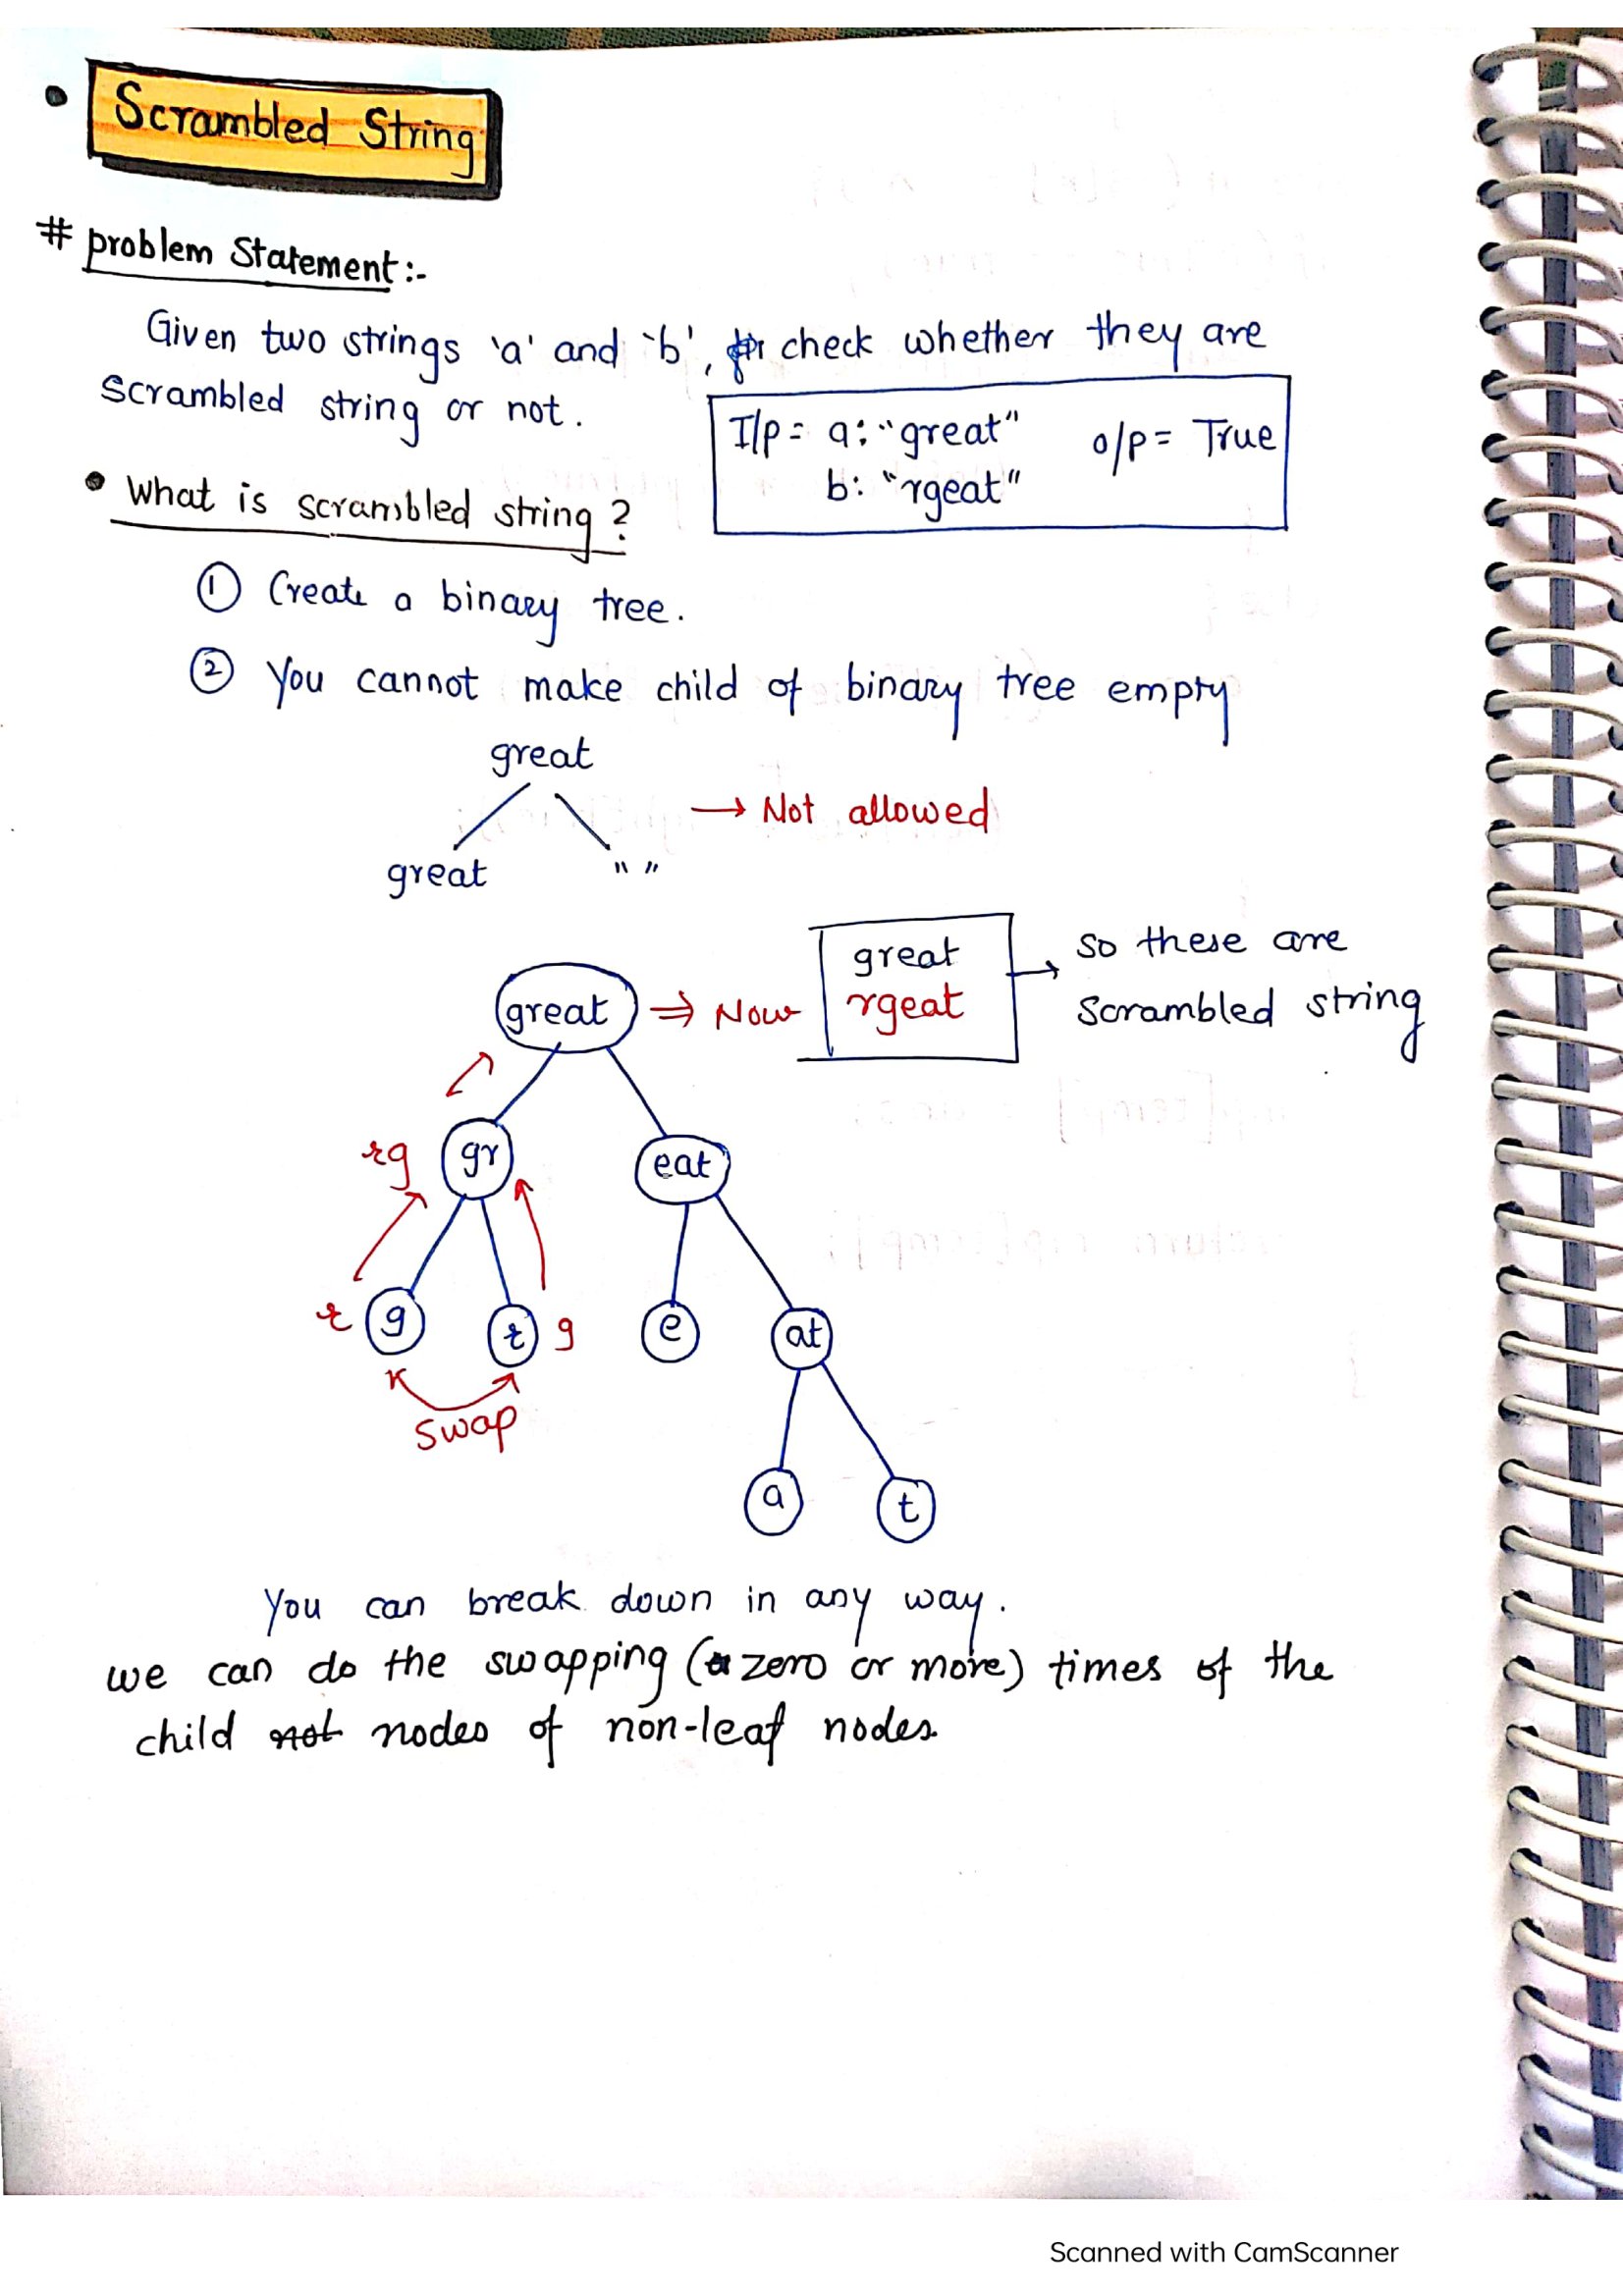 • Scrambled String
# problem Statement:-
Given two strings 'a' and 'b', check whether they are
scrambled string or not.
I/p = a: "great" o/p = True
b: "rgeat"
• What is scrambled string ?
① Create a binary tree.
② You cannot make child of binary tree empty
great
→ Not allowed
great " "
great ⇒ Now great → so these are
rgeat scrambled string
rg gr eat
r g r g e at
swap
a t
You can break down in any way.
we can do the swapping (zero or more) times of the
child not nodes of non-leaf nodes.
Scanned with CamScanner